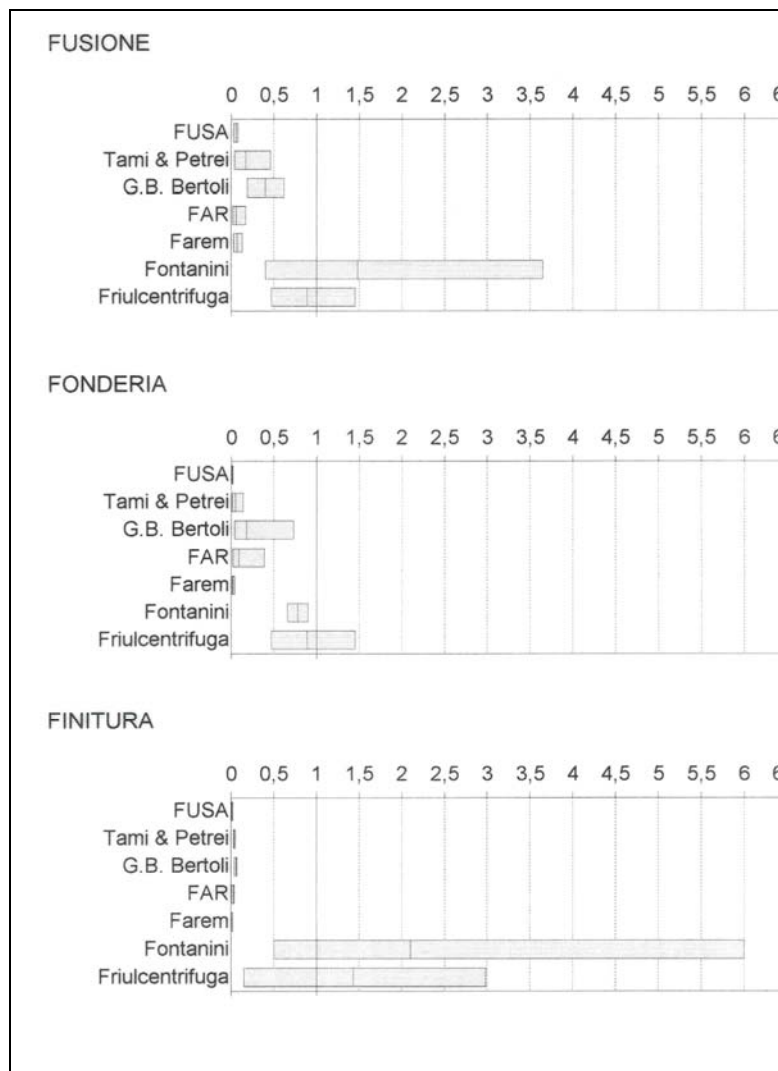 FUSIONE
0 0,5 1 1,5 2 2,5 3 3,5 4 4,5 5 5,5 6 6
FUSA
Tami & Petrei
G.B. Bertoli
FAR
Farem
Fontanini
Friulcentrifuga
FONDERIA
0 0,5 1 1,5 2 2,5 3 3,5 4 4,5 5 5,5 6 6
FUSA
Tami & Petrei
G.B. Bertoli
FAR
Farem
Fontanini
Friulcentrifuga
FINITURA
0 0,5 1 1,5 2 2,5 3 3,5 4 4,5 5 5,5 6 6
FUSA
Tami & Petrei
G.B. Bertoli
FAR
Farem
Fontanini
Friulcentrifuga